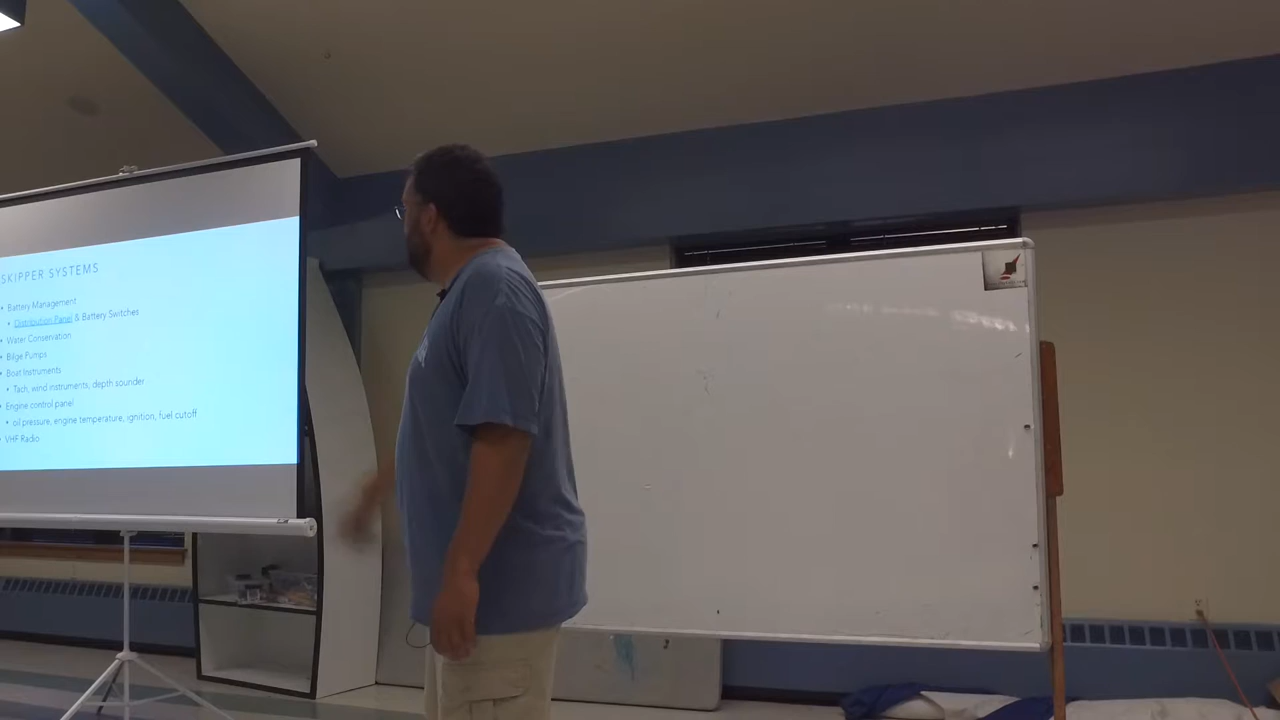 SKIPPER SYSTEMS
• Battery Management
• Distribution Panel & Battery Switches
• Water Conservation
• Bilge Pumps
• Boat Instruments
• Tach, wind instruments, depth sounder
• Engine control panel
• oil pressure, engine temperature, ignition, fuel cutoff
• VHF Radio